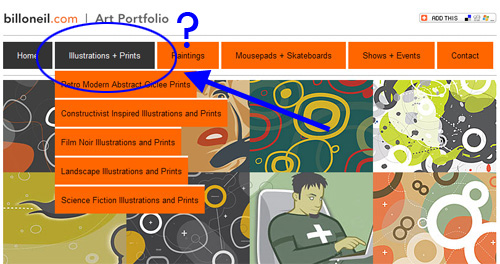 billoneil.com | Art Portfolio
ADD THIS
?
Home Illustrations + Prints Paintings Mousepads + Skateboards Shows + Events Contact
Retro Modern Abstract Giclee Prints
Constructivist Inspired Illustrations and Prints
Film Noir Illustrations and Prints
Landscape Illustrations and Prints
Science Fiction Illustrations and Prints
8